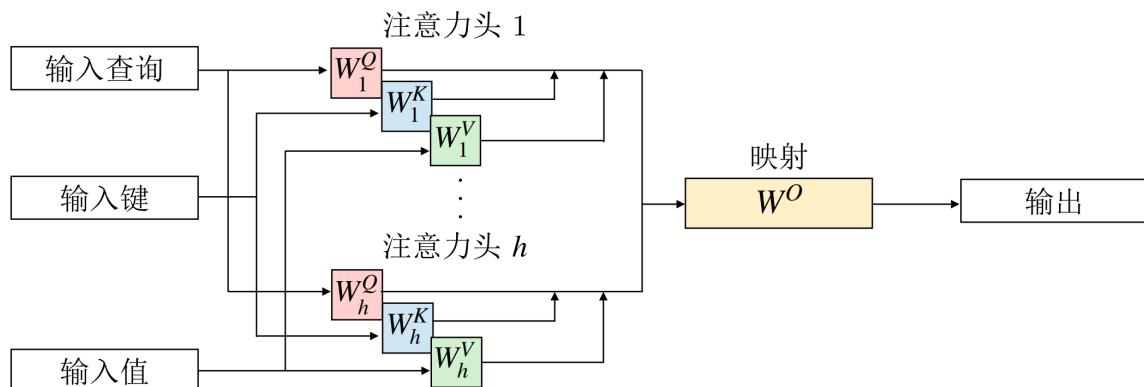 注意力头 1
输入查询
W_1^Q
W_1^K
W_1^V
输入键
映射
W^O
输出
注意力头 h
W_h^Q
W_h^K
W_h^V
输入值